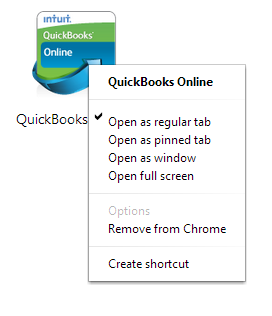 intuit.
QuickBooks®
Online
QuickBooks
QuickBooks Online
Open as regular tab
Open as pinned tab
Open as window
Open full screen
Options
Remove from Chrome
Create shortcut